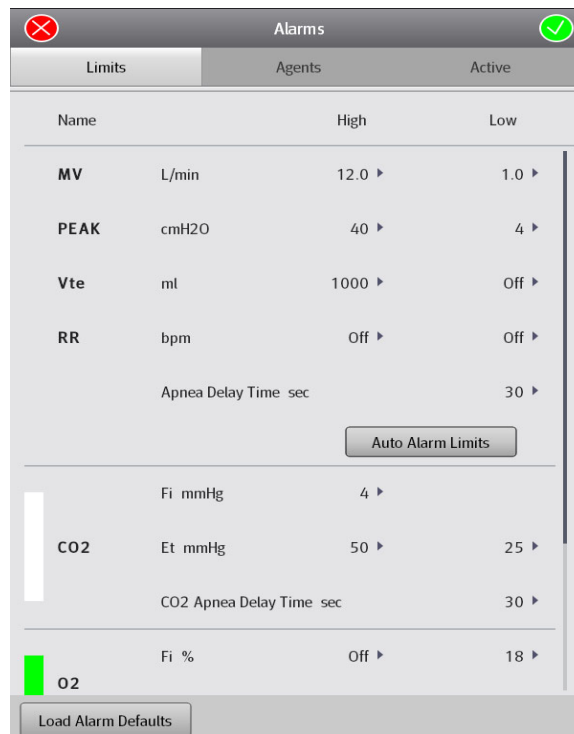 Alarms
Limits Agents Active
Name High Low
MV L/min 12.0 1.0
PEAK cmH2O 40 4
Vte ml 1000 Off
RR bpm Off Off
Apnea Delay Time sec 30
Auto Alarm Limits
Fi mmHg 4
CO2 Et mmHg 50 25
CO2 Apnea Delay Time sec 30
Fi % Off 18
O2
Load Alarm Defaults